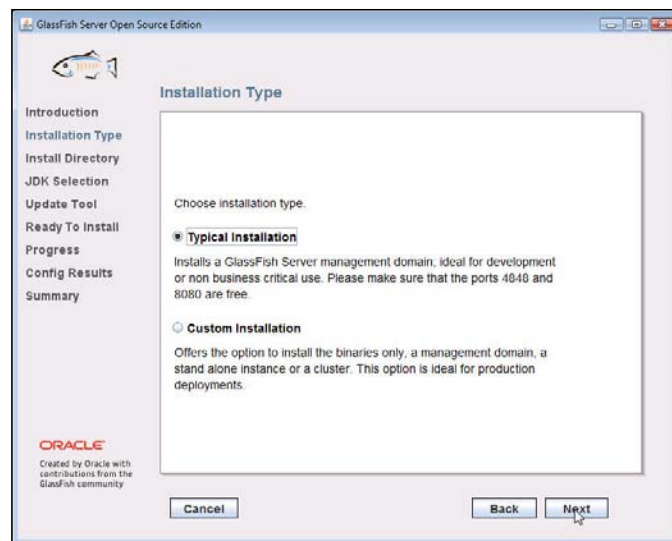 GlassFish Server Open Source Edition
Installation Type
Introduction
Installation Type
Install Directory
JDK Selection
Update Tool
Ready To Install
Progress
Config Results
Summary
Choose installation type.
Typical Installation
Installs a GlassFish Server management domain; ideal for development
or non business critical use. Please make sure that the ports 4848 and
8080 are free.
Custom Installation
Offers the option to install the binaries only, a management domain, a
stand alone instance or a cluster. This option is ideal for production
deployments.
ORACLE
Created by Oracle with
contributions from the
GlassFish community
Cancel
Back
Next